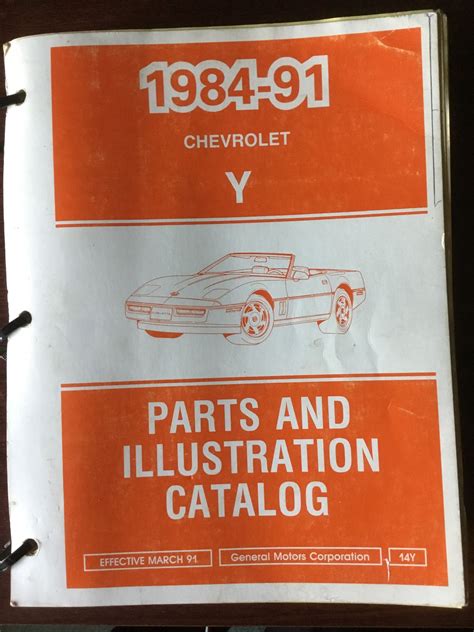 1984-91
CHEVROLET
Y
PARTS AND
ILLUSTRATION
CATALOG
EFFECTIVE MARCH 91 General Motors Corporation 14Y